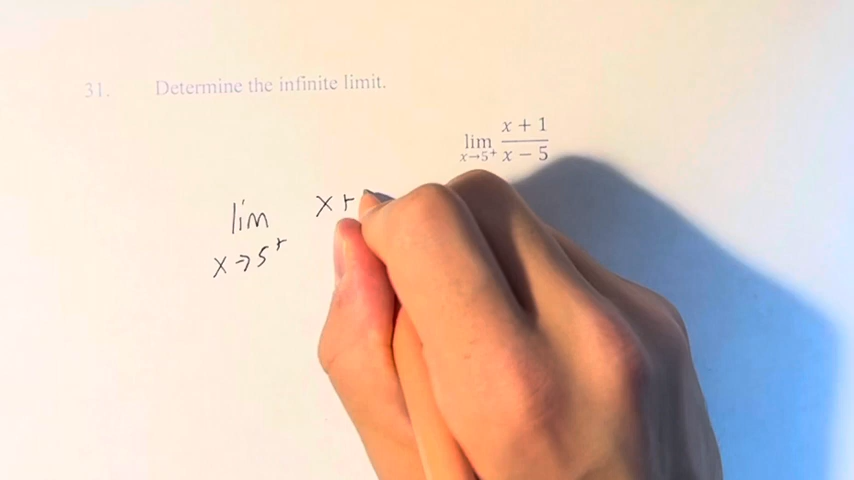 31. Determine the infinite limit.
lim x→5⁺ (x + 1)/(x − 5)
lim x+
x→5⁺